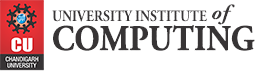 CU
CHANDIGARH
UNIVERSITY
UNIVERSITY INSTITUTE of
COMPUTING